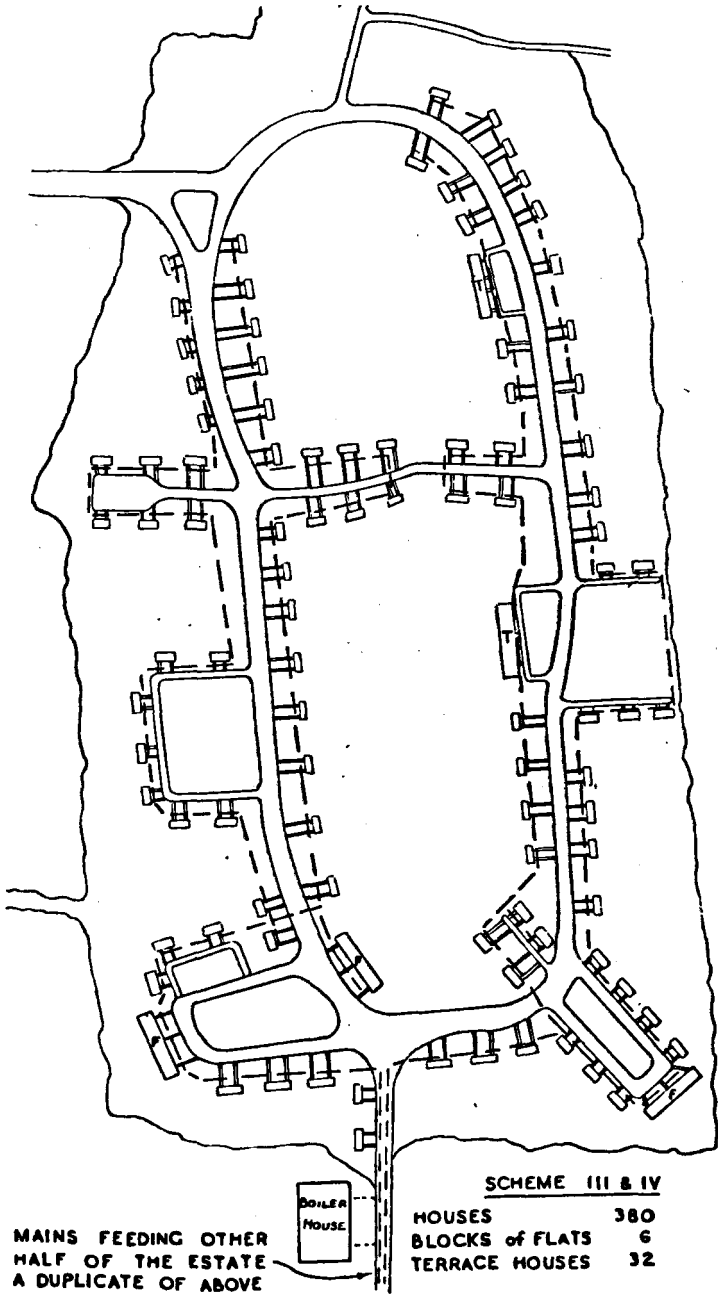 T
T
F
F
F
BOILER
HOUSE
MAINS FEEDING OTHER
HALF OF THE ESTATE
A DUPLICATE OF ABOVE
SCHEME III & IV
HOUSES 380
BLOCKS of FLATS 6
TERRACE HOUSES 32